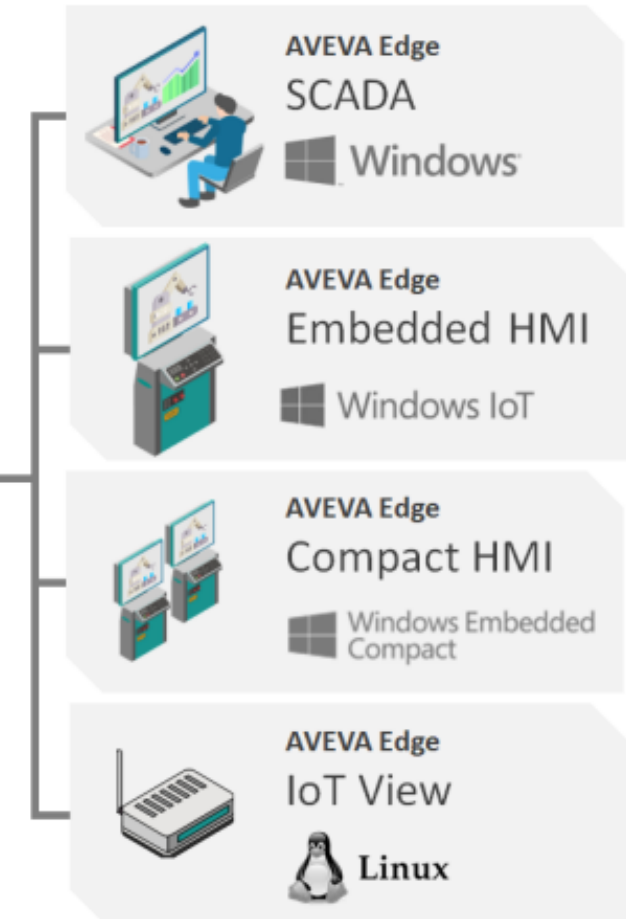 AVEVA Edge
SCADA
Windows
AVEVA Edge
Embedded HMI
Windows IoT
AVEVA Edge
Compact HMI
Windows Embedded
Compact
AVEVA Edge
IoT View
Linux